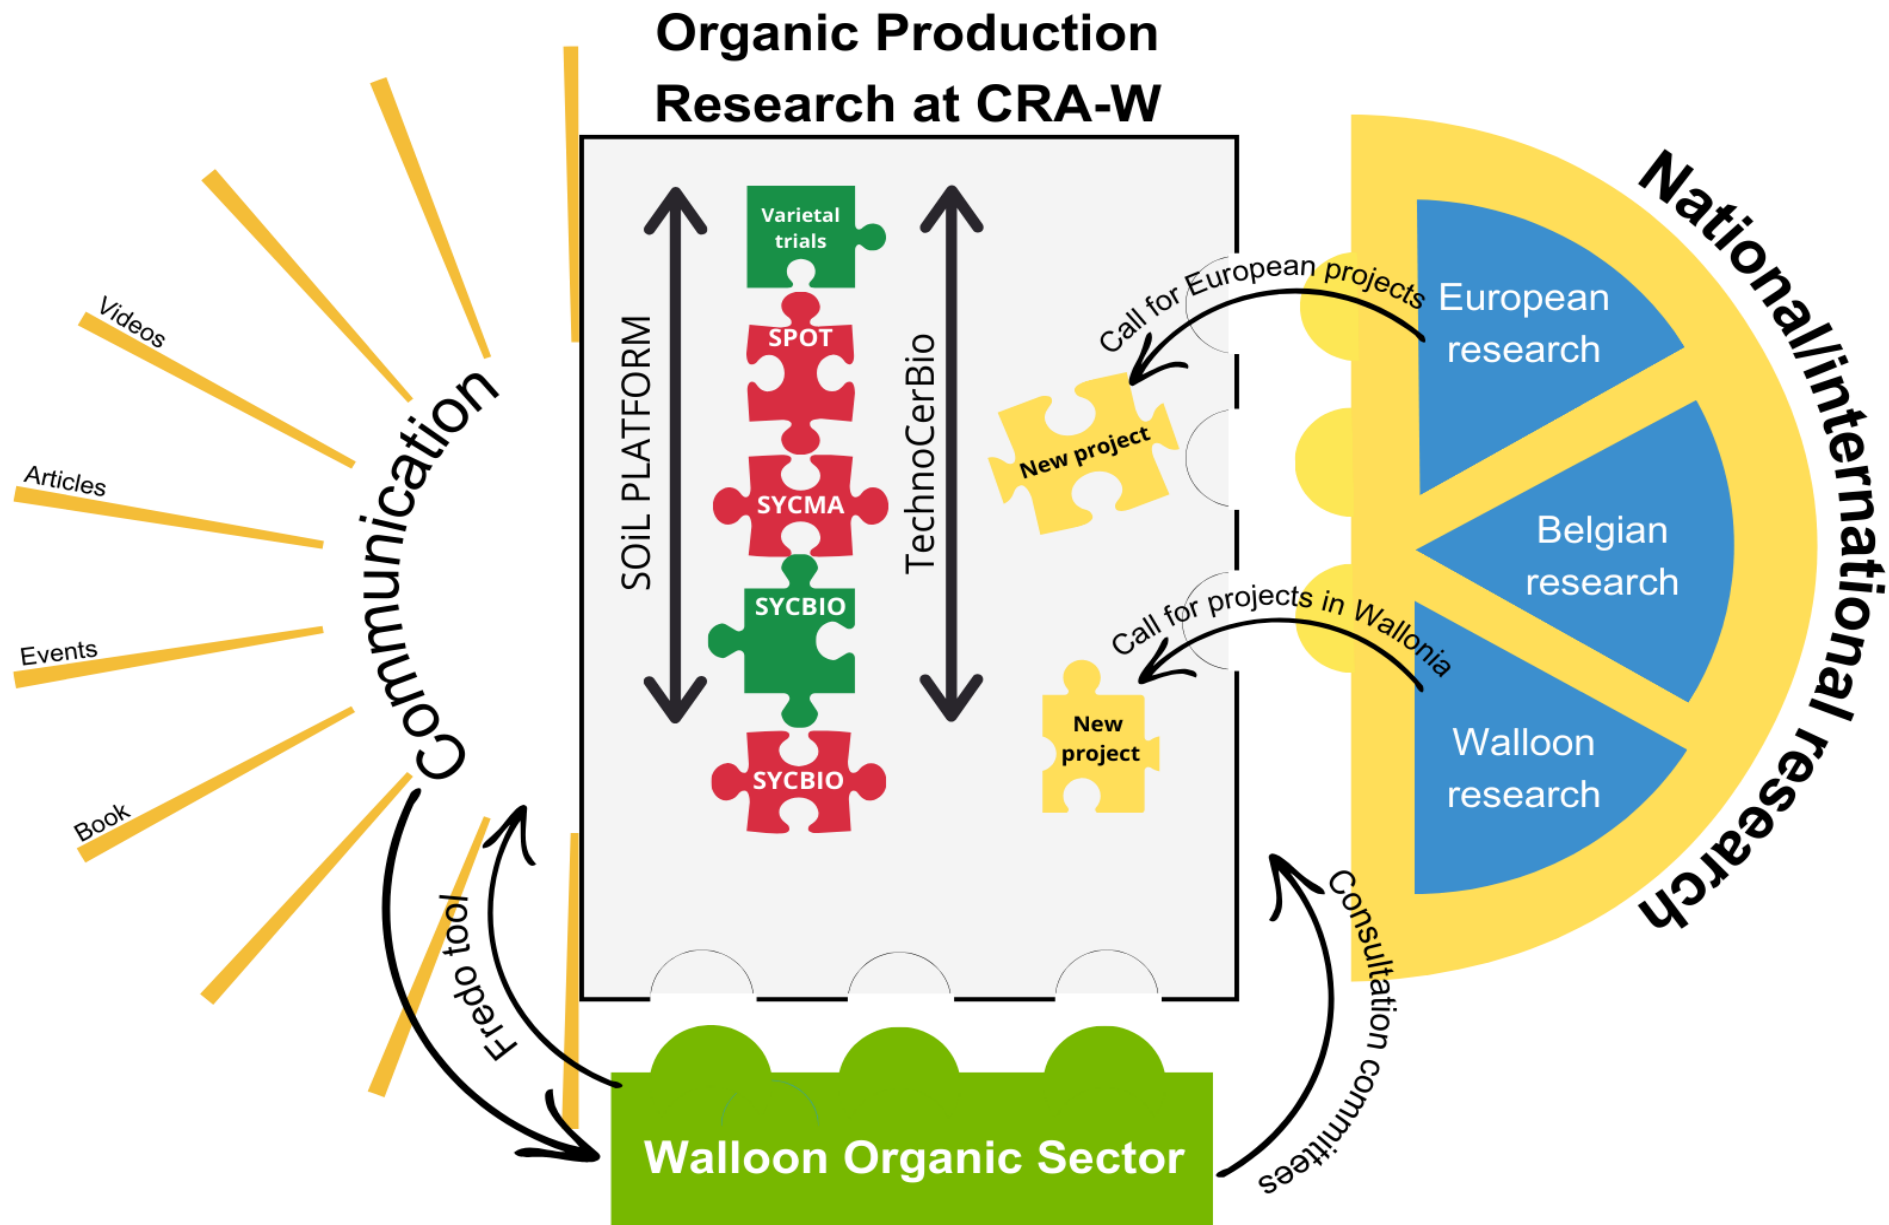 Organic Production
Research at CRA-W
Communication
Videos
Articles
Events
Book
SOiL PLATFORM
Varietal
trials
SPOT
SYCMA
SYCBIO
SYCBIO
TechnoCerBio
New project
New
project
Call for European projects
Call for projects in Wallonia
European
research
Belgian
research
Walloon
research
National/international research
Fredo tool
Consultation committees
Walloon Organic Sector